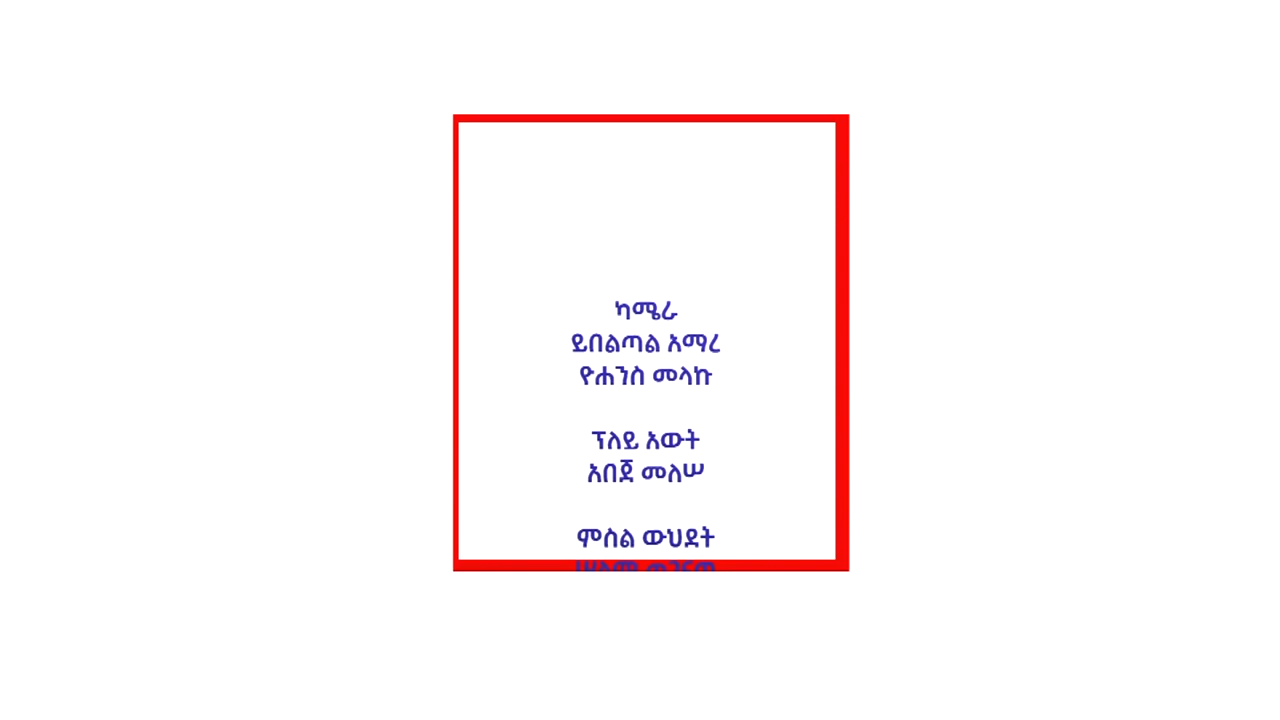 ካሜራ
ይበልጣል አማረ
ዮሐንስ መላኩ
ፕለይ አውት
አበጀ መለሠ
ምስል ውህደት